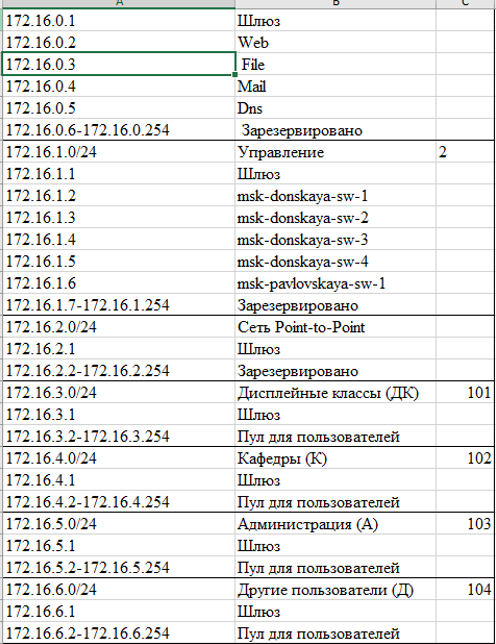 A B C
172.16.0.1 Шлюз
172.16.0.2 Web
172.16.0.3 File
172.16.0.4 Mail
172.16.0.5 Dns
172.16.0.6-172.16.0.254 Зарезервировано
172.16.1.0/24 Управление 2
172.16.1.1 Шлюз
172.16.1.2 msk-donskaya-sw-1
172.16.1.3 msk-donskaya-sw-2
172.16.1.4 msk-donskaya-sw-3
172.16.1.5 msk-donskaya-sw-4
172.16.1.6 msk-pavlovskaya-sw-1
172.16.1.7-172.16.1.254 Зарезервировано
172.16.2.0/24 Сеть Point-to-Point
172.16.2.1 Шлюз
172.16.2.2-172.16.2.254 Зарезервировано
172.16.3.0/24 Дисплейные классы (ДК) 101
172.16.3.1 Шлюз
172.16.3.2-172.16.3.254 Пул для пользователей
172.16.4.0/24 Кафедры (К) 102
172.16.4.1 Шлюз
172.16.4.2-172.16.4.254 Пул для пользователей
172.16.5.0/24 Администрация (А) 103
172.16.5.1 Шлюз
172.16.5.2-172.16.5.254 Пул для пользователей
172.16.6.0/24 Другие пользователи (Д) 104
172.16.6.1 Шлюз
172.16.6.2-172.16.6.254 Пул для пользователей